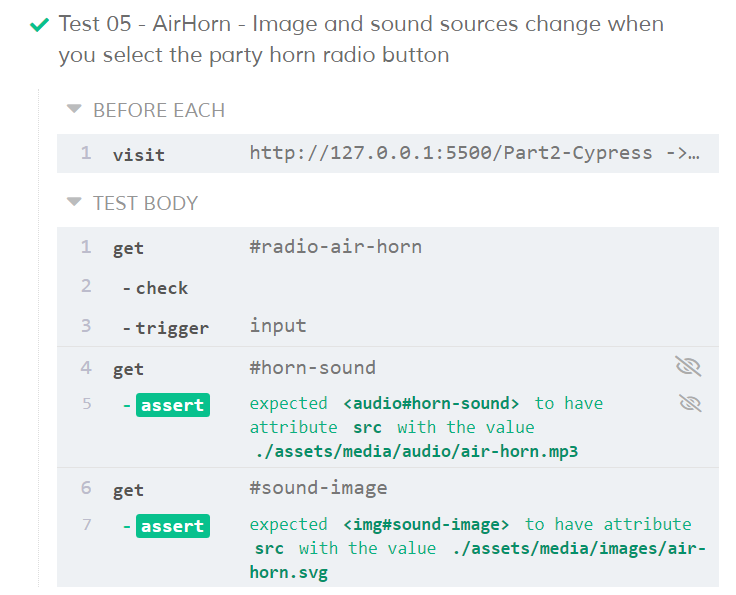 Test 05 - AirHorn - Image and sound sources change when
you select the party horn radio button
BEFORE EACH
1 visit http://127.0.0.1:5500/Part2-Cypress ->…
TEST BODY
1 get #radio-air-horn
2 - check
3 - trigger input
4 get #horn-sound
5 - assert expected <audio#horn-sound> to have
attribute src with the value
./assets/media/audio/air-horn.mp3
6 get #sound-image
7 - assert expected <img#sound-image> to have attribute
src with the value ./assets/media/images/air-
horn.svg